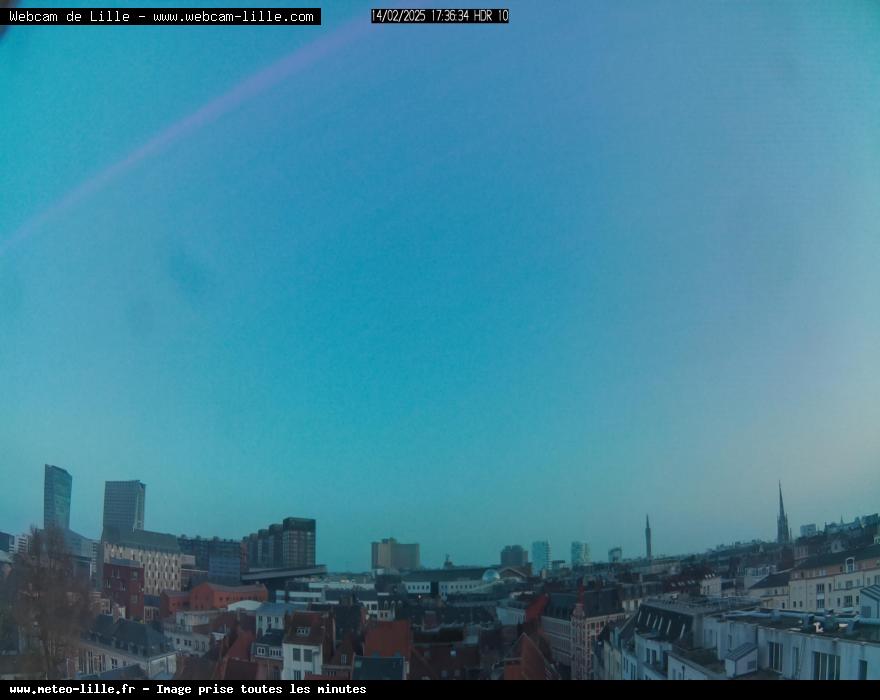 Webcam de Lille - www.webcam-lille.com
14/02/2025 17:36:34 HDR 10
www.meteo-lille.fr - Image prise toutes les minutes